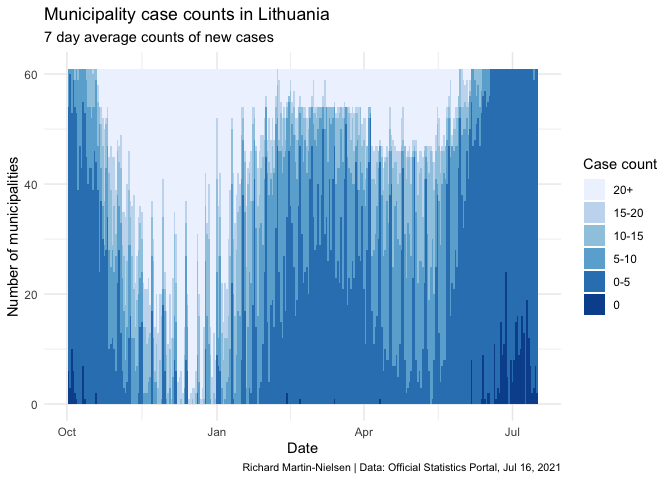 Municipality case counts in Lithuania
7 day average counts of new cases
Number of municipalities
60
40
20
0
Oct
Jan
Apr
Jul
Date
Case count
20+
15-20
10-15
5-10
0-5
0
Richard Martin-Nielsen | Data: Official Statistics Portal, Jul 16, 2021